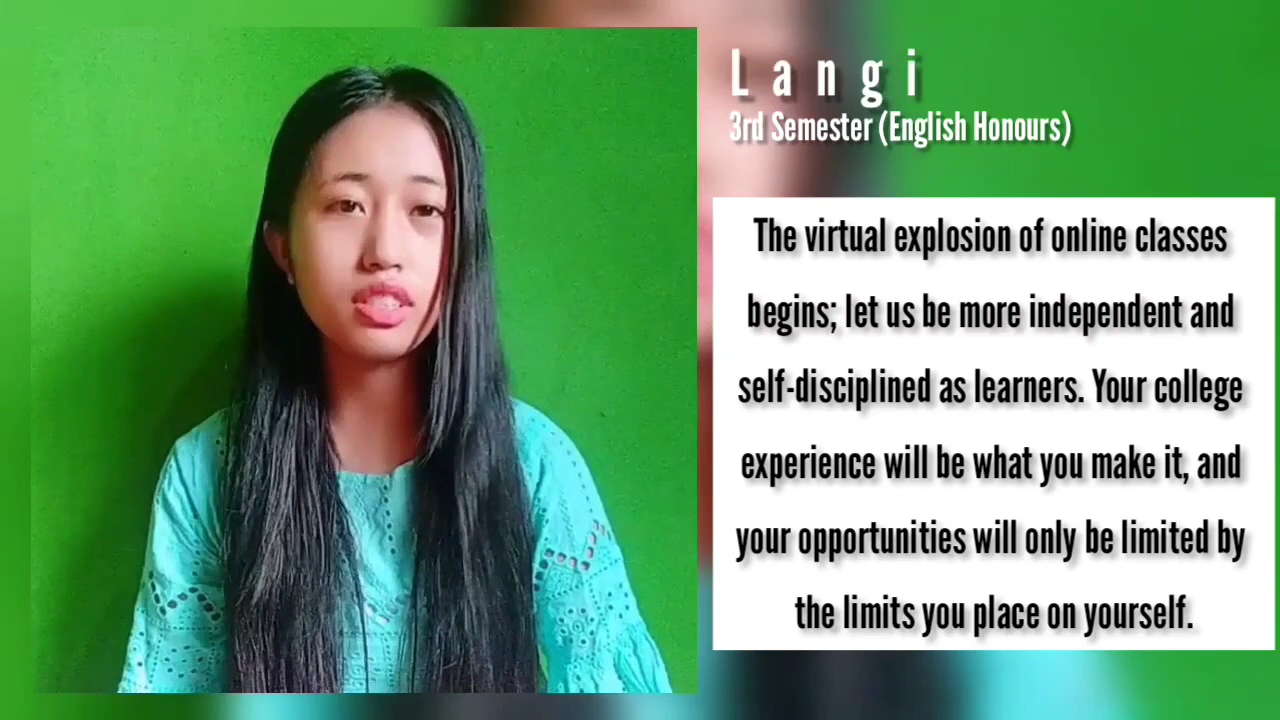 Langi
3rd Semester (English Honours)
The virtual explosion of online classes
begins; let us be more independent and
self-disciplined as learners. Your college
experience will be what you make it, and
your opportunities will only be limited by
the limits you place on yourself.